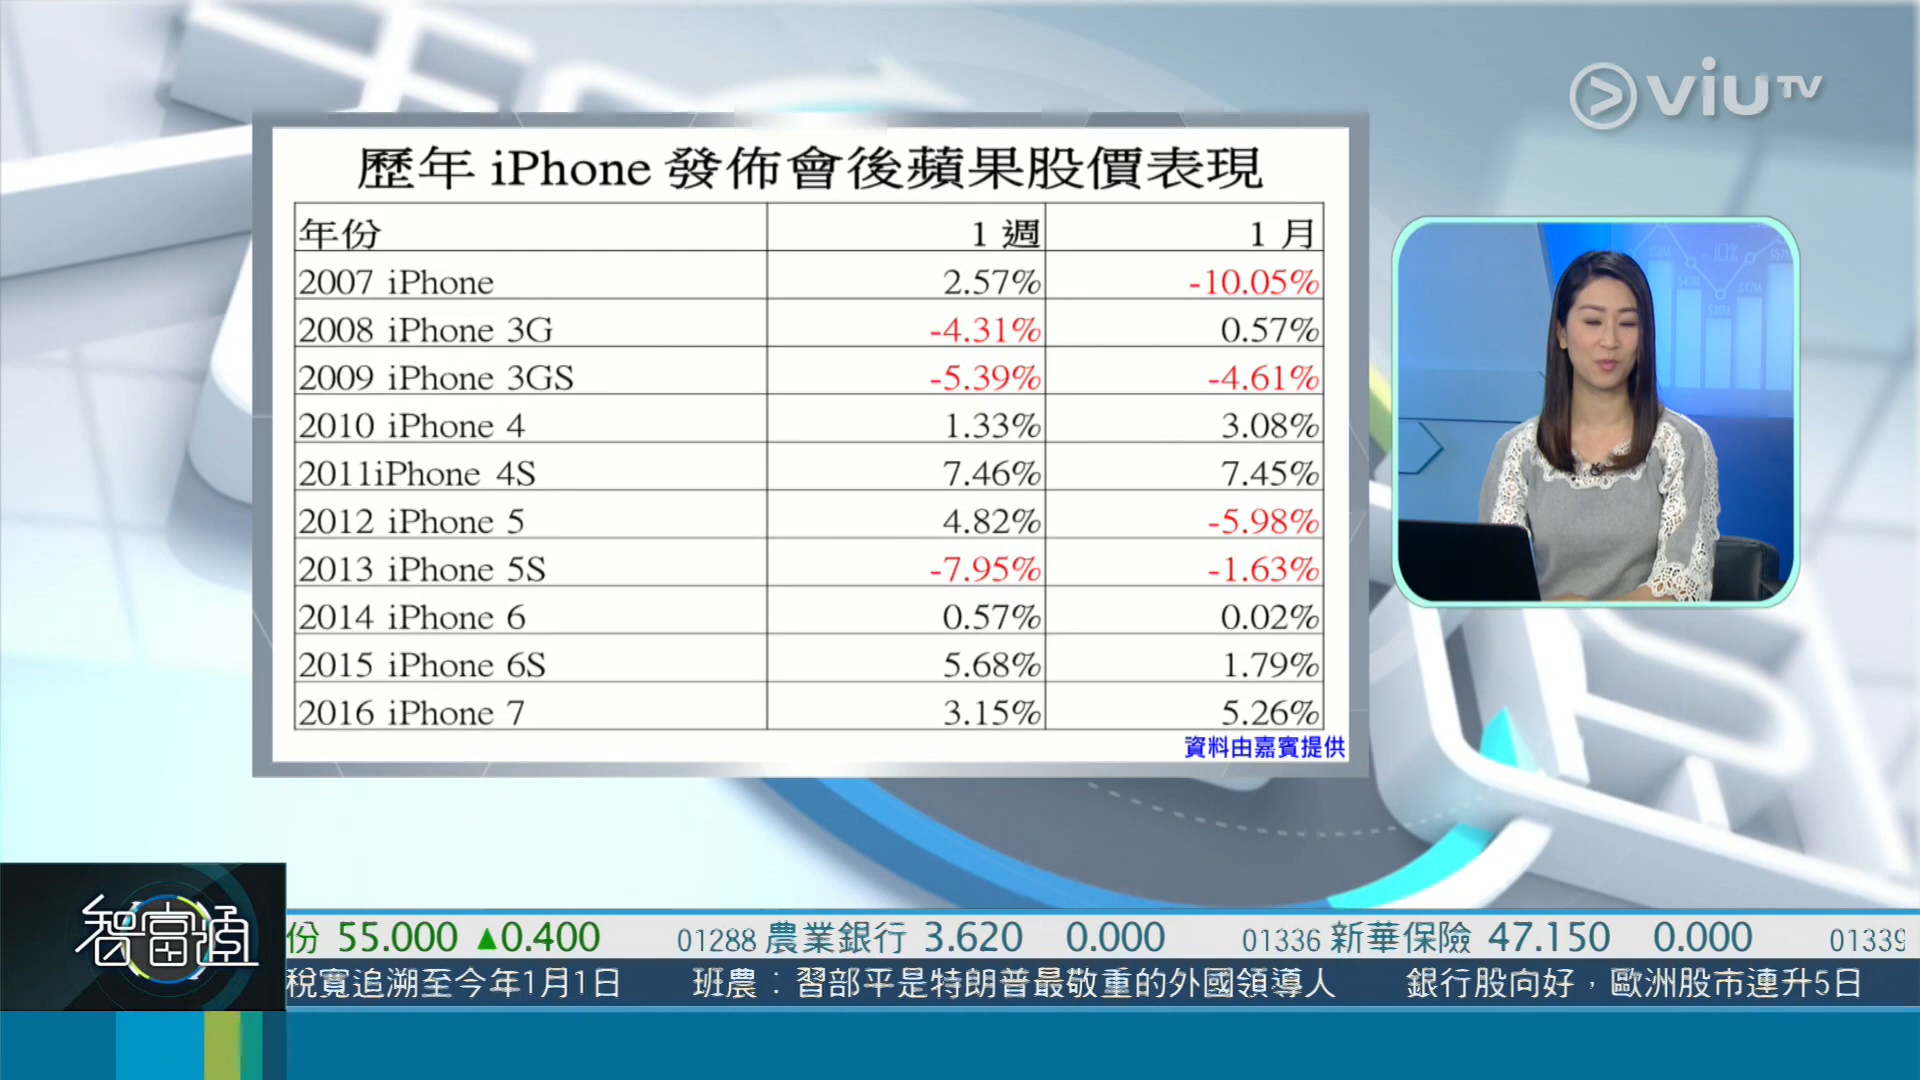 viuTV
歷年 iPhone 發佈會後蘋果股價表現
年份 1 週 1 月
2007 iPhone 2.57% -10.05%
2008 iPhone 3G -4.31% 0.57%
2009 iPhone 3GS -5.39% -4.61%
2010 iPhone 4 1.33% 3.08%
2011iPhone 4S 7.46% 7.45%
2012 iPhone 5 4.82% -5.98%
2013 iPhone 5S -7.95% -1.63%
2014 iPhone 6 0.57% 0.02%
2015 iPhone 6S 5.68% 1.79%
2016 iPhone 7 3.15% 5.26%
資料由嘉賓提供
智富通
份 55.000 ▲0.400 01288 農業銀行 3.620 0.000 01336 新華保險 47.150 0.000 01339
稅寬追溯至今年1月1日 班農：習部平是特朗普最敬重的外國領導人 銀行股向好，歐洲股市連升5日